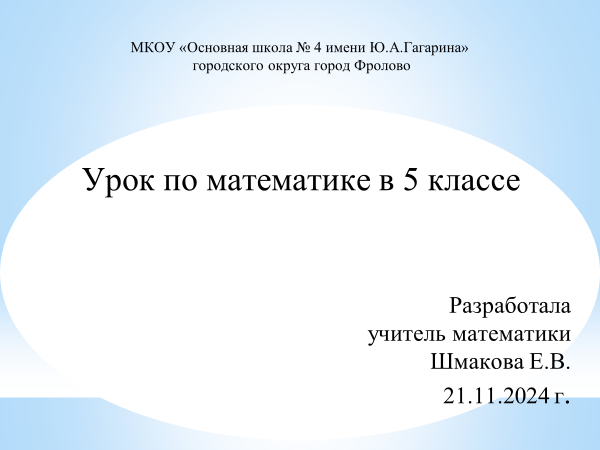 МКОУ «Основная школа № 4 имени Ю.А.Гагарина»
городского округа город Фролово
Урок по математике в 5 классе
Разработала
учитель математики
Шмакова Е.В.
21.11.2024 г.